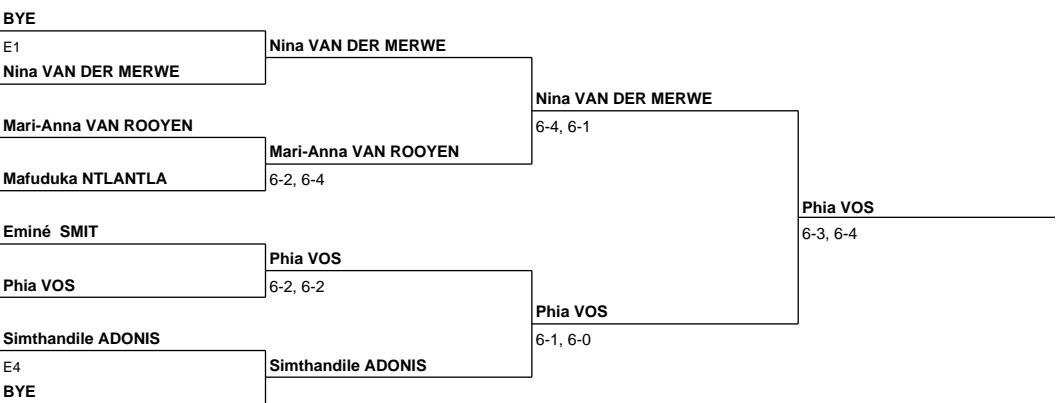 BYE
E1
Nina VAN DER MERWE
Nina VAN DER MERWE
Nina VAN DER MERWE
6-4, 6-1
Mari-Anna VAN ROOYEN
Mari-Anna VAN ROOYEN
Mafuduka NTLANTLA
6-2, 6-4
Phia VOS
6-3, 6-4
Eminé  SMIT
Phia VOS
Phia VOS
6-2, 6-2
Phia VOS
6-1, 6-0
Simthandile ADONIS
E4
Simthandile ADONIS
BYE